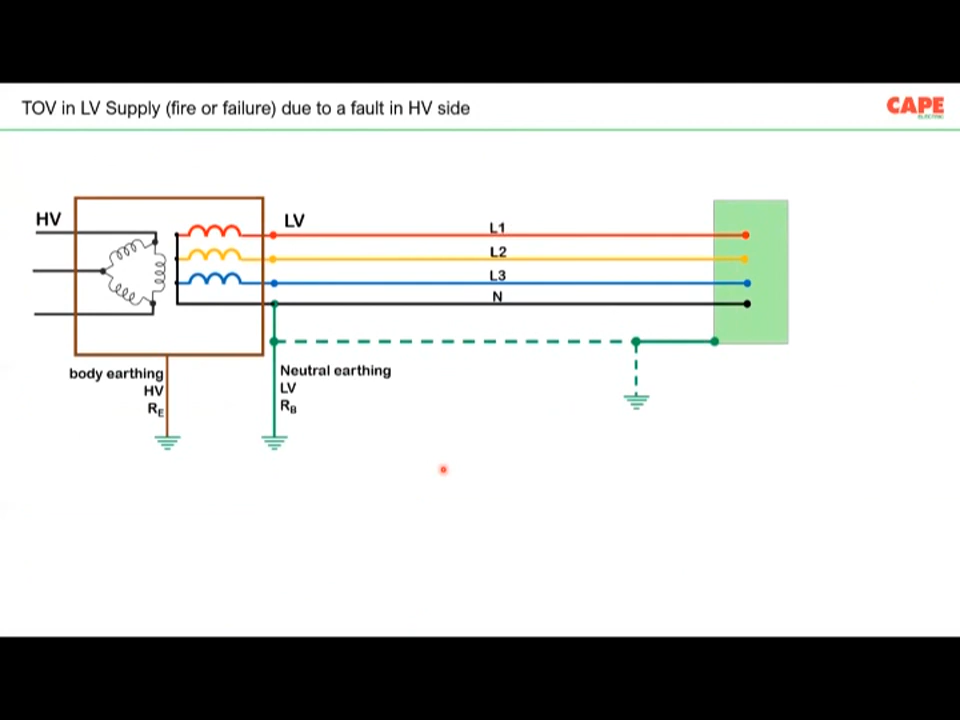 TOV in LV Supply (fire or failure) due to a fault in HV side
CAPE
ELECTRIC
HV
LV
L1
L2
L3
N
body earthing
HV
RE
Neutral earthing
LV
RB